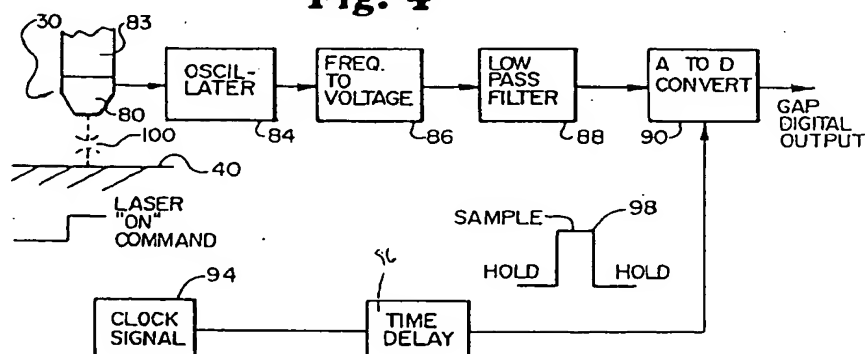 Fig. 4
30
83
80
100
40
OSCIL-
LATER
84
FREQ.
TO
VOLTAGE
86
LOW
PASS
FILTER
88
A TO D
CONVERT
90
GAP
DIGITAL
OUTPUT
LASER
"ON"
COMMAND
SAMPLE
98
HOLD
HOLD
94
CLOCK
SIGNAL
96
TIME
DELAY